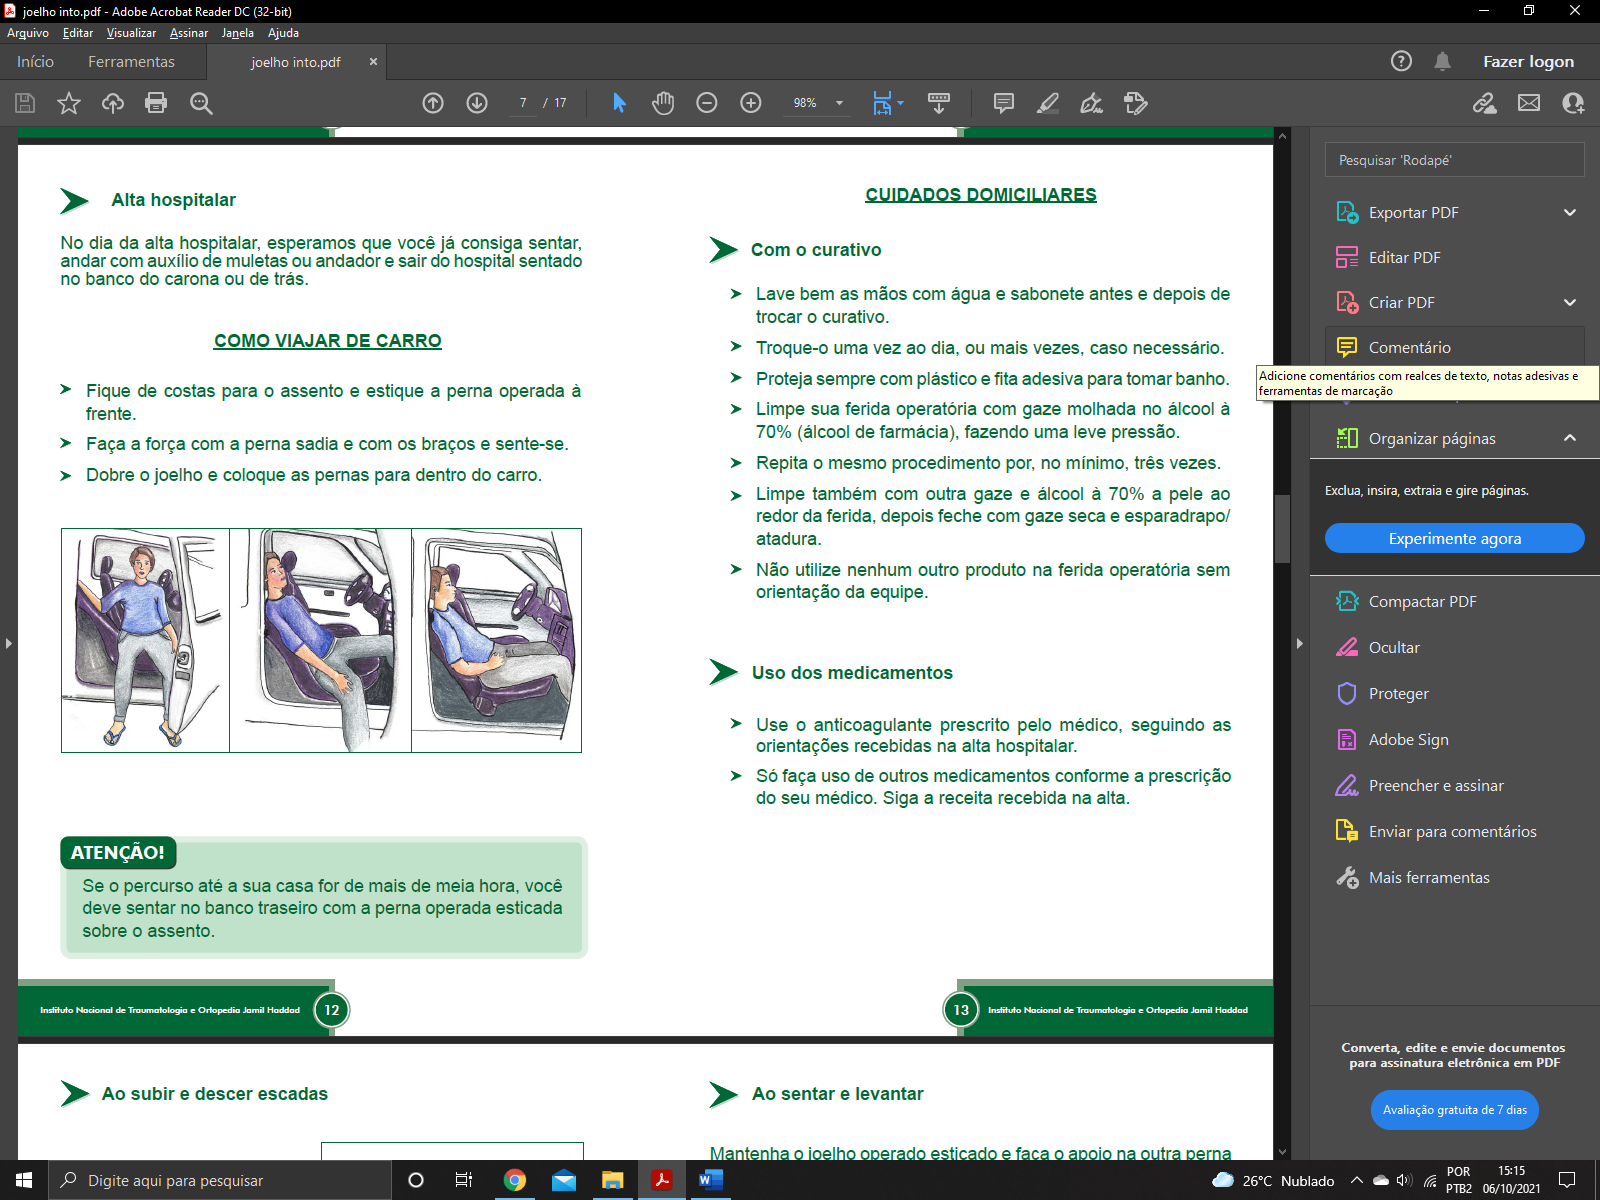 joelho into.pdf - Adobe Acrobat Reader DC (32-bit)
Arquivo Editar Visualizar Assinar Janela Ajuda
Início Ferramentas joelho into.pdf × Fazer logon
7 / 17 98%
Alta hospitalar
No dia da alta hospitalar, esperamos que você já consiga sentar,
andar com auxílio de muletas ou andador e sair do hospital sentado
no banco do carona ou de trás.
COMO VIAJAR DE CARRO
Fique de costas para o assento e estique a perna operada à
frente.
Faça a força com a perna sadia e com os braços e sente-se.
Dobre o joelho e coloque as pernas para dentro do carro.
ATENÇÃO!
Se o percurso até a sua casa for de mais de meia hora, você
deve sentar no banco traseiro com a perna operada esticada
sobre o assento.
Instituto Nacional de Traumatologia e Ortopedia Jamil Haddad 12
CUIDADOS DOMICILIARES
Com o curativo
Lave bem as mãos com água e sabonete antes e depois de
trocar o curativo.
Troque-o uma vez ao dia, ou mais vezes, caso necessário.
Proteja sempre com plástico e fita adesiva para tomar banho.
Limpe sua ferida operatória com gaze molhada no álcool à
70% (álcool de farmácia), fazendo uma leve pressão.
Repita o mesmo procedimento por, no mínimo, três vezes.
Limpe também com outra gaze e álcool à 70% a pele ao
redor da ferida, depois feche com gaze seca e esparadrapo/
atadura.
Não utilize nenhum outro produto na ferida operatória sem
orientação da equipe.
Uso dos medicamentos
Use o anticoagulante prescrito pelo médico, seguindo as
orientações recebidas na alta hospitalar.
Só faça uso de outros medicamentos conforme a prescrição
do seu médico. Siga a receita recebida na alta.
13 Instituto Nacional de Traumatologia e Ortopedia Jamil Haddad
Ao subir e descer escadas
Ao sentar e levantar
Mantenha o joelho operado esticado e faça o apoio na outra perna
Pesquisar 'Rodapé'
Exportar PDF
Editar PDF
Criar PDF
Comentário
Adicione comentários com realces de texto, notas adesivas e
ferramentas de marcação
Organizar páginas
Exclua, insira, extraia e gire páginas.
Experimente agora
Compactar PDF
Ocultar
Proteger
Adobe Sign
Preencher e assinar
Enviar para comentários
Mais ferramentas
Converta, edite e envie documentos
para assinatura eletrônica em PDF
Avaliação gratuita de 7 dias
Digite aqui para pesquisar
26°C Nublado
POR
PTB2
15:15
06/10/2021